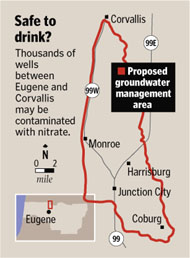 Safe to
drink?
Thousands of
wells
between
Eugene and
Corvallis
may be
contaminated
with nitrate.
N
0 2
mile
Corvallis
99E
99W
Proposed
groundwater
management
area
Monroe
Harrisburg
Junction City
Coburg
99
Eugene